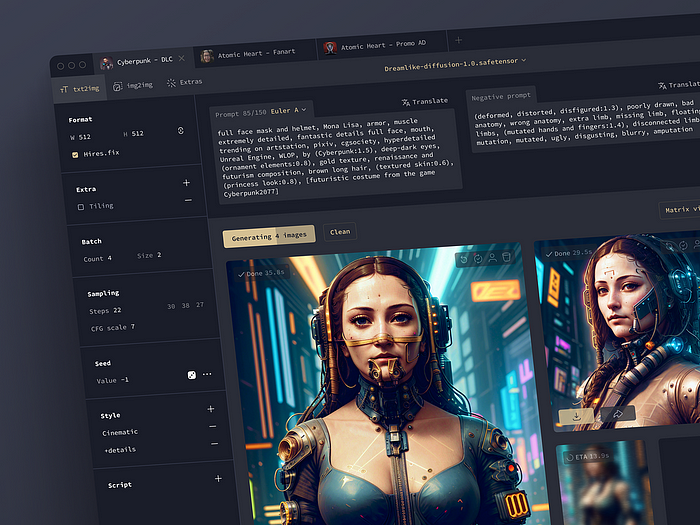 Cyberpunk – DLC
Atomic Heart – Fanart
Atomic Heart – Promo AD
txt2img
img2img
Extras
Dreamlike-diffusion-1.0.safetensor
Format
W 512
H 512
Hires.fix
Extra
Tiling
Batch
Count 4
Size 2
Sampling
Steps 22
30 38 27
CFG scale 7
Seed
Value -1
Style
Cinematic
+details
Script
Prompt 85/150 Euler A
Translate
full face mask and helmet, Mona Lisa, armor, muscle
extremely detailed, fantastic details full face, mouth,
trending on artstation, pixiv, cgsociety, hyperdetailed
Unreal Engine, WLOP, by (Cyberpunk:1.5), deep-dark eyes,
(ornament elements:0.8), gold texture, renaissance and
futurism composition, brown long hair, (textured skin:0.6),
(princess look:0.8), [futuristic costume from the game
Cyberpunk2077]
Negative prompt
Translat
(deformed, distorted, disfigured:1.3), poorly drawn, bad
anatomy, wrong anatomy, extra limb, missing limb, floating
limbs, (mutated hands and fingers:1.4), disconnected limb
mutation, mutated, ugly, disgusting, blurry, amputation
Generating 4 images
Clean
Matrix vi
Done 35.8s
Done 29.5s
ETA 13.9s